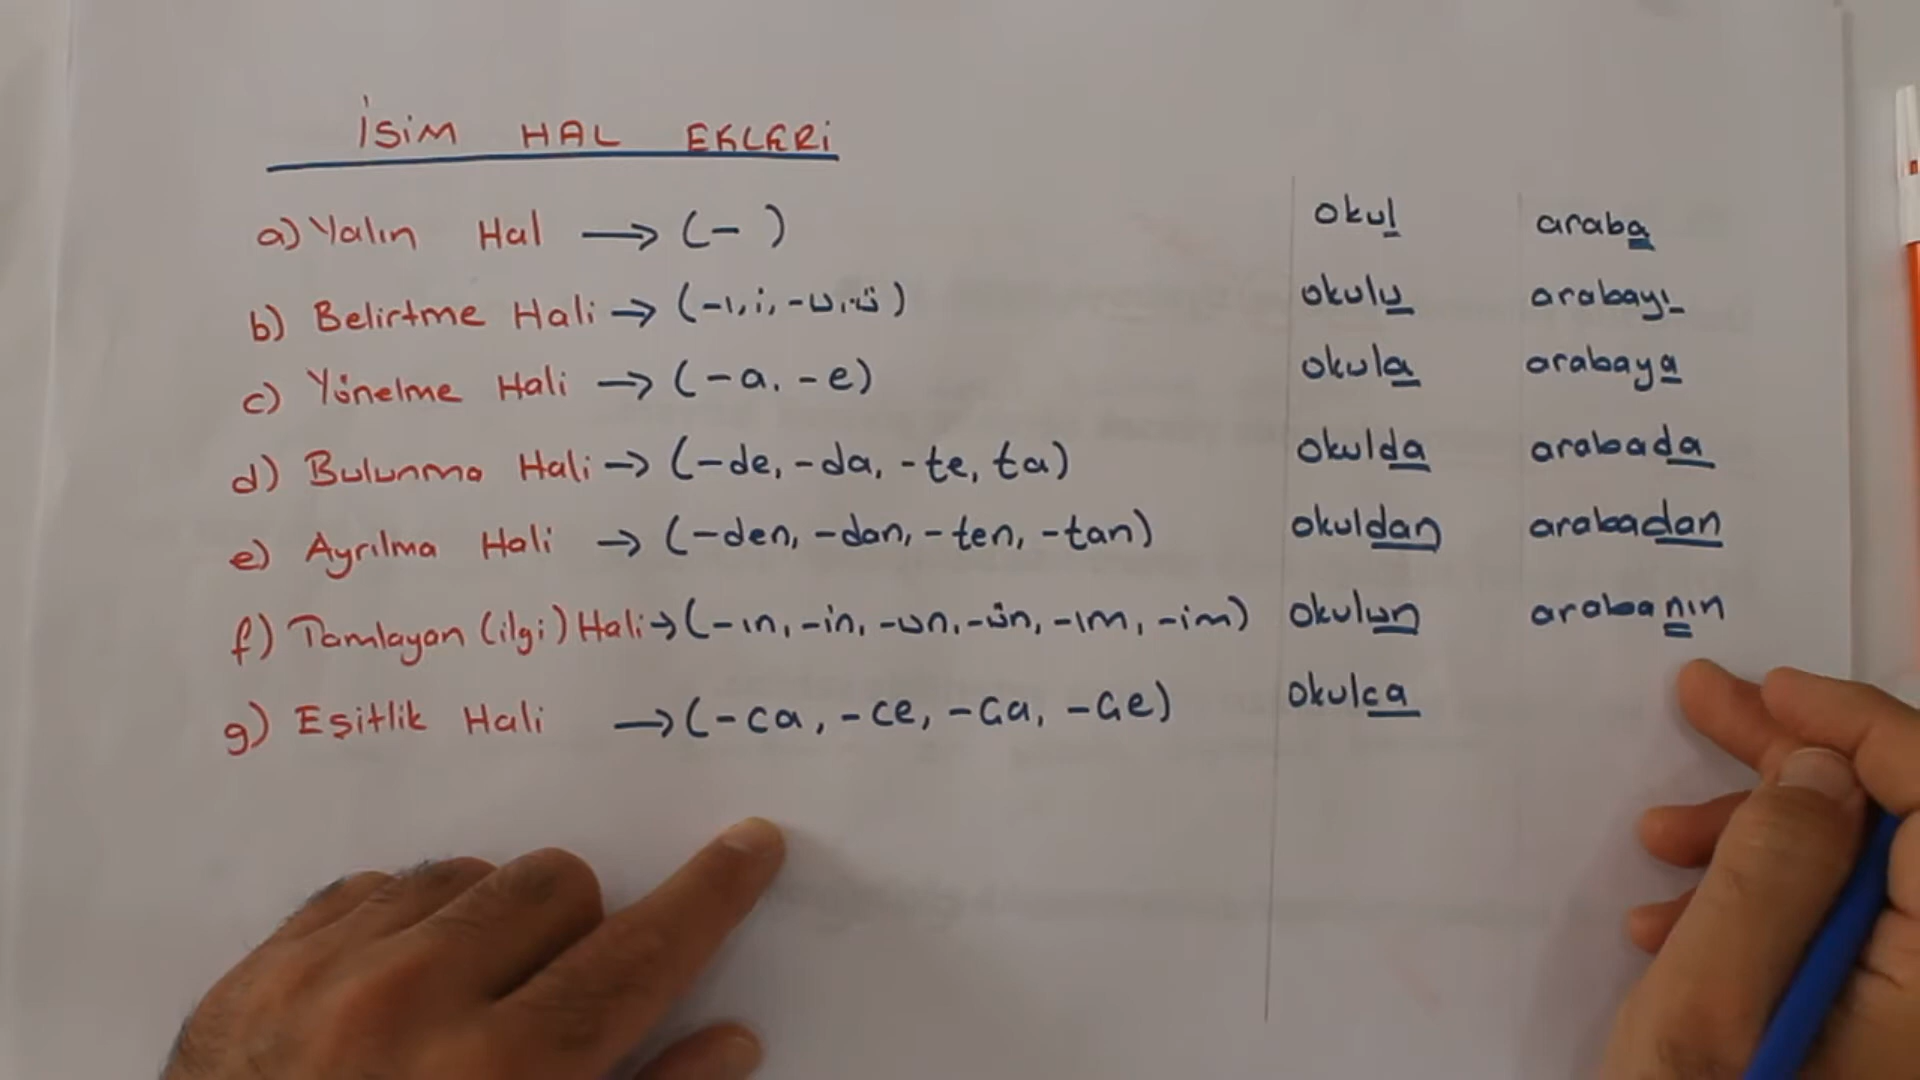 İSİM HAL EKLERİ
a) Yalın Hal → (- ) okul araba
b) Belirtme Hali → (-ı, i, -u, ü) okulu arabayı
c) Yönelme Hali → (-a, -e) okula arabaya
d) Bulunma Hali → (-de, -da, -te, ta) okulda arabada
e) Ayrılma Hali → (-den, -dan, -ten, -tan) okuldan arabadan
f) Tamlayan (ilgi) Hali → (-ın, -in, -un, -ün, -ım, -im) okulun arabanın
g) Eşitlik Hali → (-ca, -ce, -ça, -çe) okulca